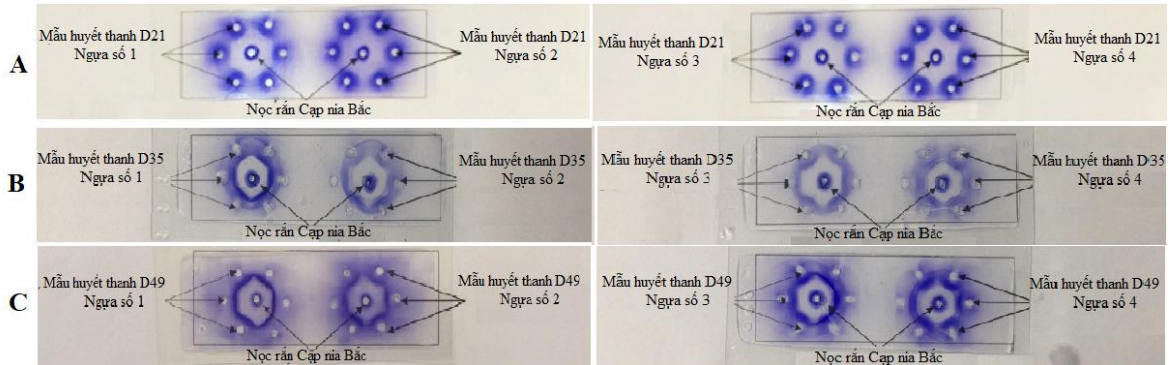 A
Mẫu huyết thanh D21
Ngựa số 1
Mẫu huyết thanh D21
Ngựa số 2
Nọc rắn Cạp nia Bắc
Mẫu huyết thanh D21
Ngựa số 3
Mẫu huyết thanh D21
Ngựa số 4
Nọc rắn Cạp nia Bắc
B
Mẫu huyết thanh D35
Ngựa số 1
Mẫu huyết thanh D35
Ngựa số 2
Nọc rắn Cạp nia Bắc
Mẫu huyết thanh D35
Ngựa số 3
Mẫu huyết thanh D35
Ngựa số 4
Nọc rắn Cạp nia Bắc
C
Mẫu huyết thanh D49
Ngựa số 1
Mẫu huyết thanh D49
Ngựa số 2
Nọc rắn Cạp nia Bắc
Mẫu huyết thanh D49
Ngựa số 3
Mẫu huyết thanh D49
Ngựa số 4
Nọc rắn Cạp nia Bắc